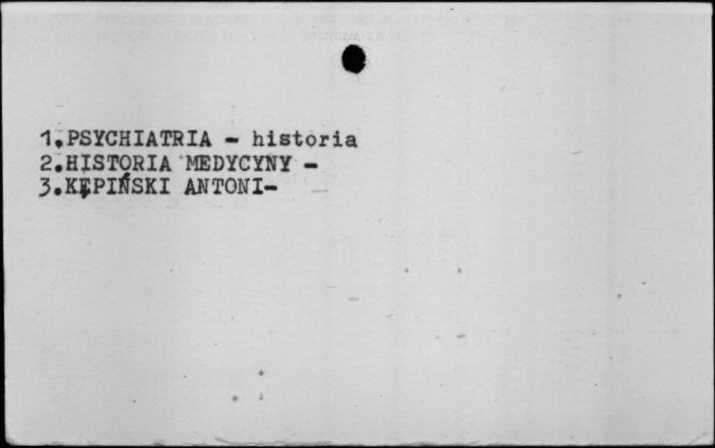 1.PSYCHIATRIA - historia
2.HISTORIA MEDYCYNY -
3.KĘPIŃSKI ANTONI-